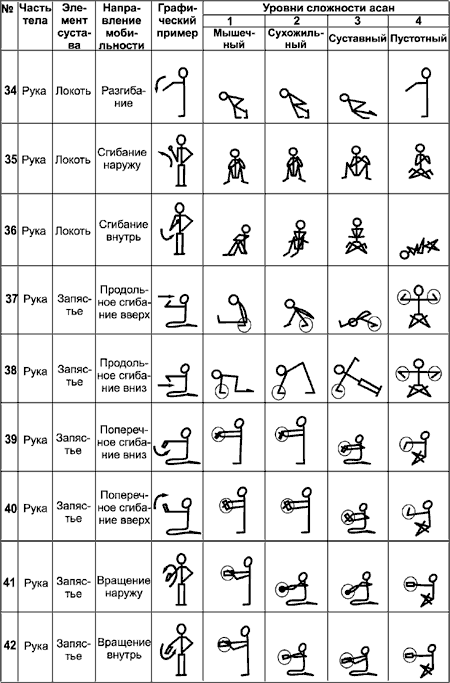 № Часть тела Эле-мент суста-ва Напра-вление моби-льности Графи-ческий пример Уровни сложности асан
1 2 3 4
Мышеч-ный Сухожиль-ный Суставный Пустотный
34 Рука Локоть Разгиба-ние
35 Рука Локоть Сгибание наружу
36 Рука Локоть Сгибание внутрь
37 Рука Запяс-тье Продоль-ное сгиба-ние вверх
38 Рука Запяс-тье Продоль-ное сгиба-ние вниз
39 Рука Запяс-тье Попереч-ное сгиба-ние вниз
40 Рука Запяс-тье Попереч-ное сгиба-ние вверх
41 Рука Запяс-тье Вращение наружу
42 Рука Запяс-тье Вращение внутрь